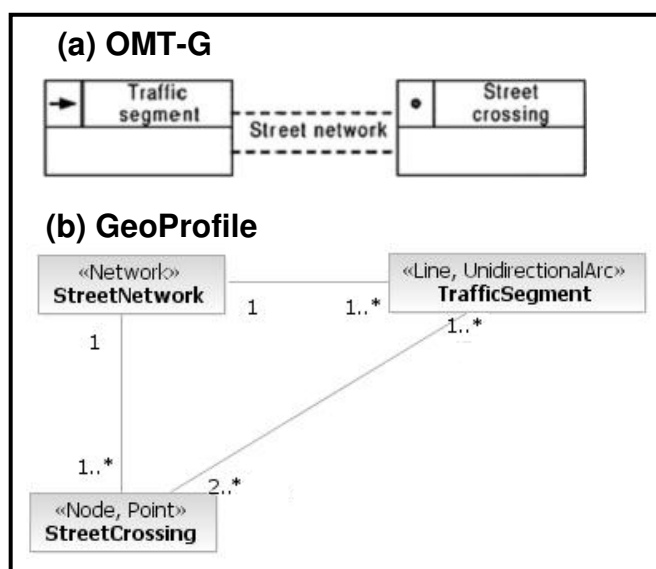 (a) OMT-G
Traffic
segment
Street network
Street
crossing
(b) GeoProfile
«Network»
StreetNetwork
«Line, UnidirectionalArc»
TrafficSegment
1
1..*
1..*
1
1..*
2..*
«Node, Point»
StreetCrossing